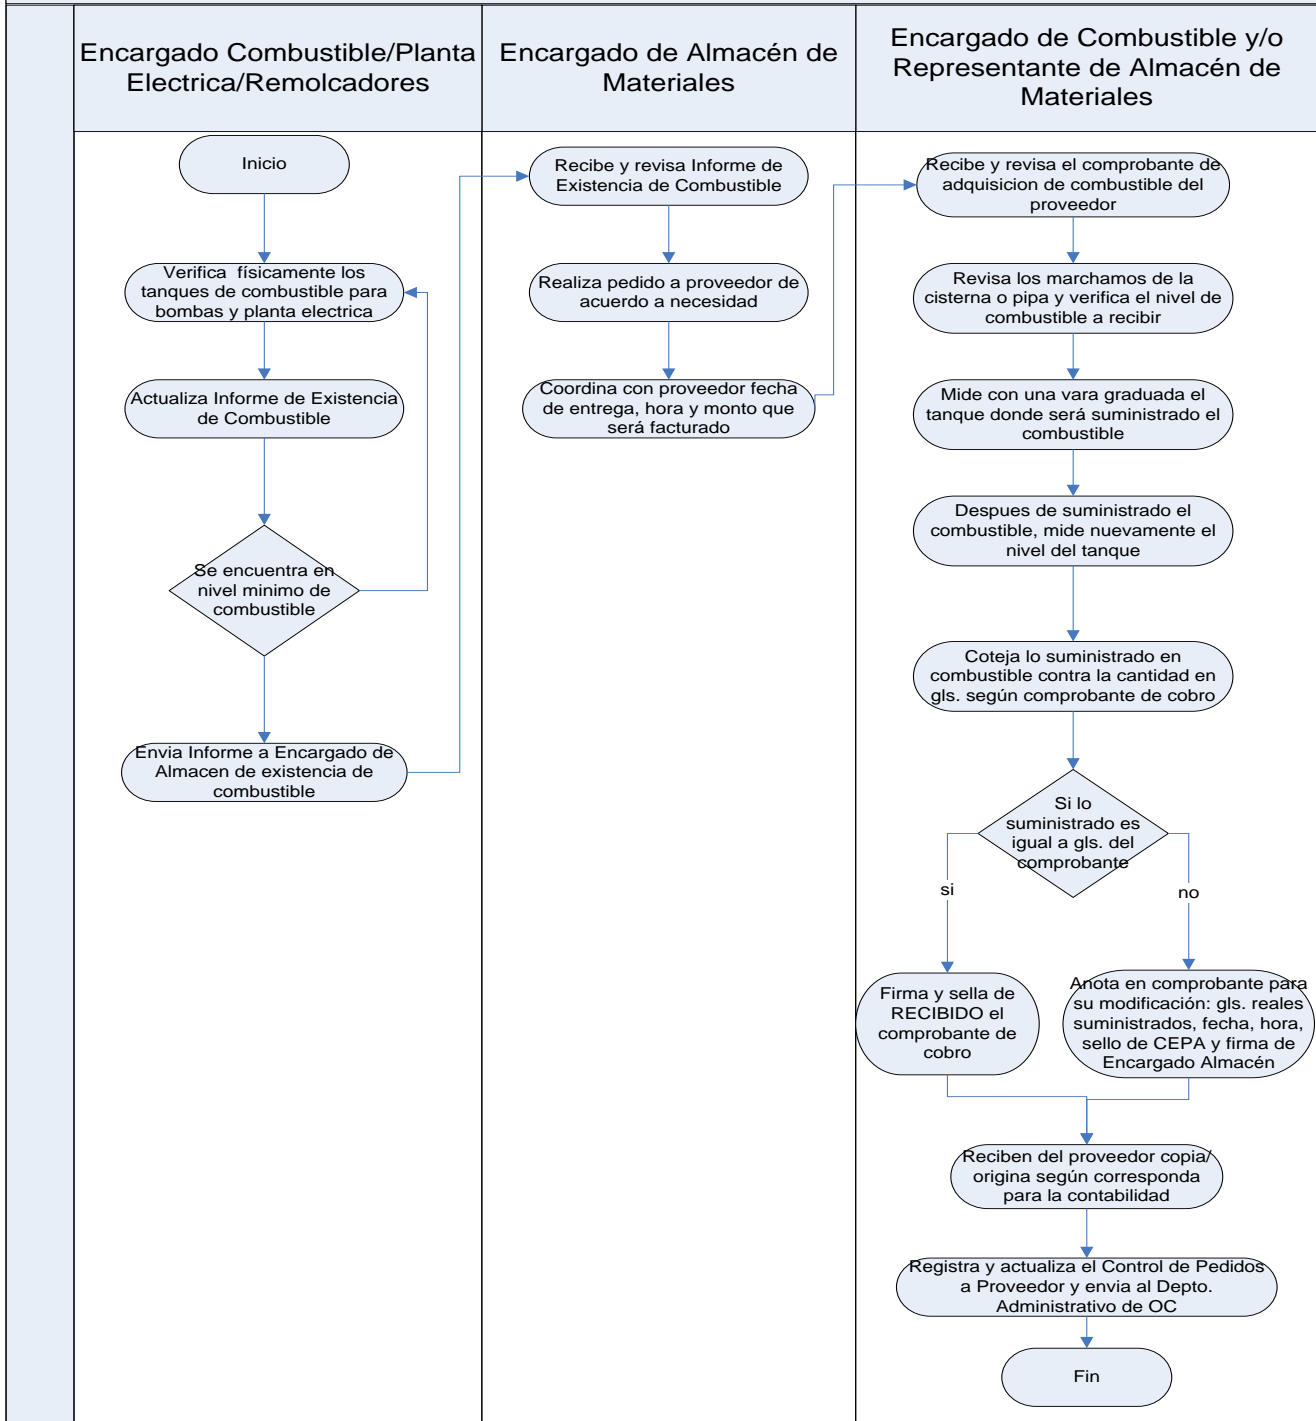 Encargado Combustible/Planta
Electrica/Remolcadores
Encargado de Almacén de
Materiales
Encargado de Combustible y/o
Representante de Almacén de
Materiales
Inicio
Verifica físicamente los
tanques de combustible para
bombas y planta electrica
Actualiza Informe de Existencia
de Combustible
Se encuentra en
nivel minimo de
combustible
Envia Informe a Encargado de
Almacen de existencia de
combustible
Recibe y revisa Informe de
Existencia de Combustible
Realiza pedido a proveedor de
acuerdo a necesidad
Coordina con proveedor fecha
de entrega, hora y monto que
será facturado
Recibe y revisa el comprobante de
adquisicion de combustible del
proveedor
Revisa los marchamos de la
cisterna o pipa y verifica el nivel de
combustible a recibir
Mide con una vara graduada el
tanque donde será suministrado el
combustible
Despues de suministrado el
combustible, mide nuevamente el
nivel del tanque
Coteja lo suministrado en
combustible contra la cantidad en
gls. según comprobante de cobro
Si lo
suministrado es
igual a gls. del
comprobante
si
no
Firma y sella de
RECIBIDO el
comprobante de
cobro
Anota en comprobante para
su modificación: gls. reales
suministrados, fecha, hora,
sello de CEPA y firma de
Encargado Almacén
Reciben del proveedor copia/
origina según corresponda
para la contabilidad
Registra y actualiza el Control de Pedidos
a Proveedor y envia al Depto.
Administrativo de OC
Fin